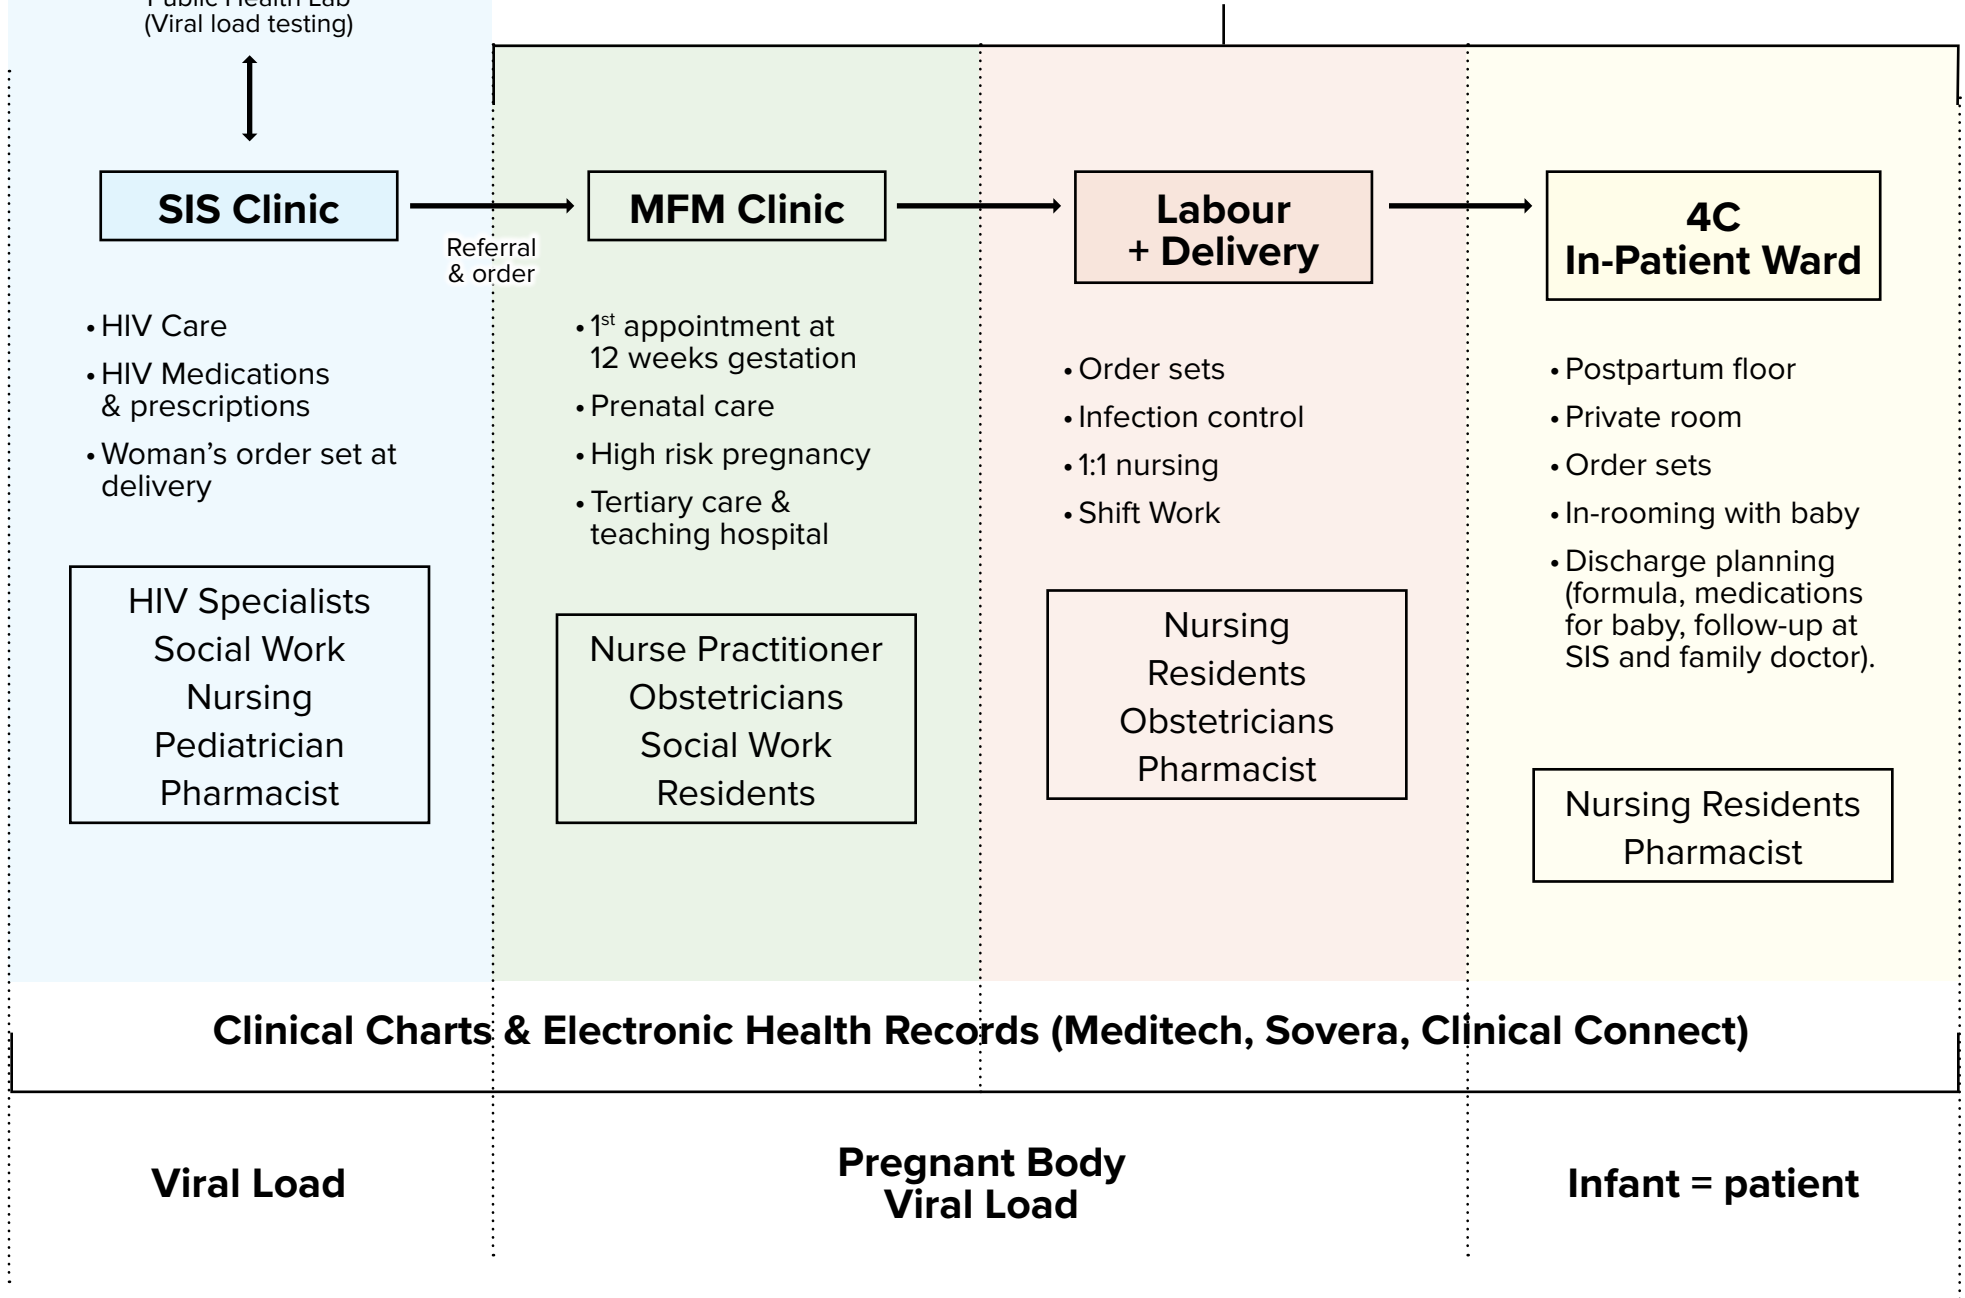 Public Health Lab
(Viral load testing)
SIS Clinic
Referral
& order
• HIV Care
• HIV Medications
& prescriptions
• Woman’s order set at
delivery
HIV Specialists
Social Work
Nursing
Pediatrician
Pharmacist
MFM Clinic
• 1st appointment at
12 weeks gestation
• Prenatal care
• High risk pregnancy
• Tertiary care &
teaching hospital
Nurse Practitioner
Obstetricians
Social Work
Residents
Labour
+ Delivery
• Order sets
• Infection control
• 1:1 nursing
• Shift Work
Nursing
Residents
Obstetricians
Pharmacist
4C
In-Patient Ward
• Postpartum floor
• Private room
• Order sets
• In-rooming with baby
• Discharge planning
(formula, medications
for baby, follow-up at
SIS and family doctor).
Nursing Residents
Pharmacist
Clinical Charts & Electronic Health Records (Meditech, Sovera, Clinical Connect)
Viral Load
Pregnant Body
Viral Load
Infant = patient